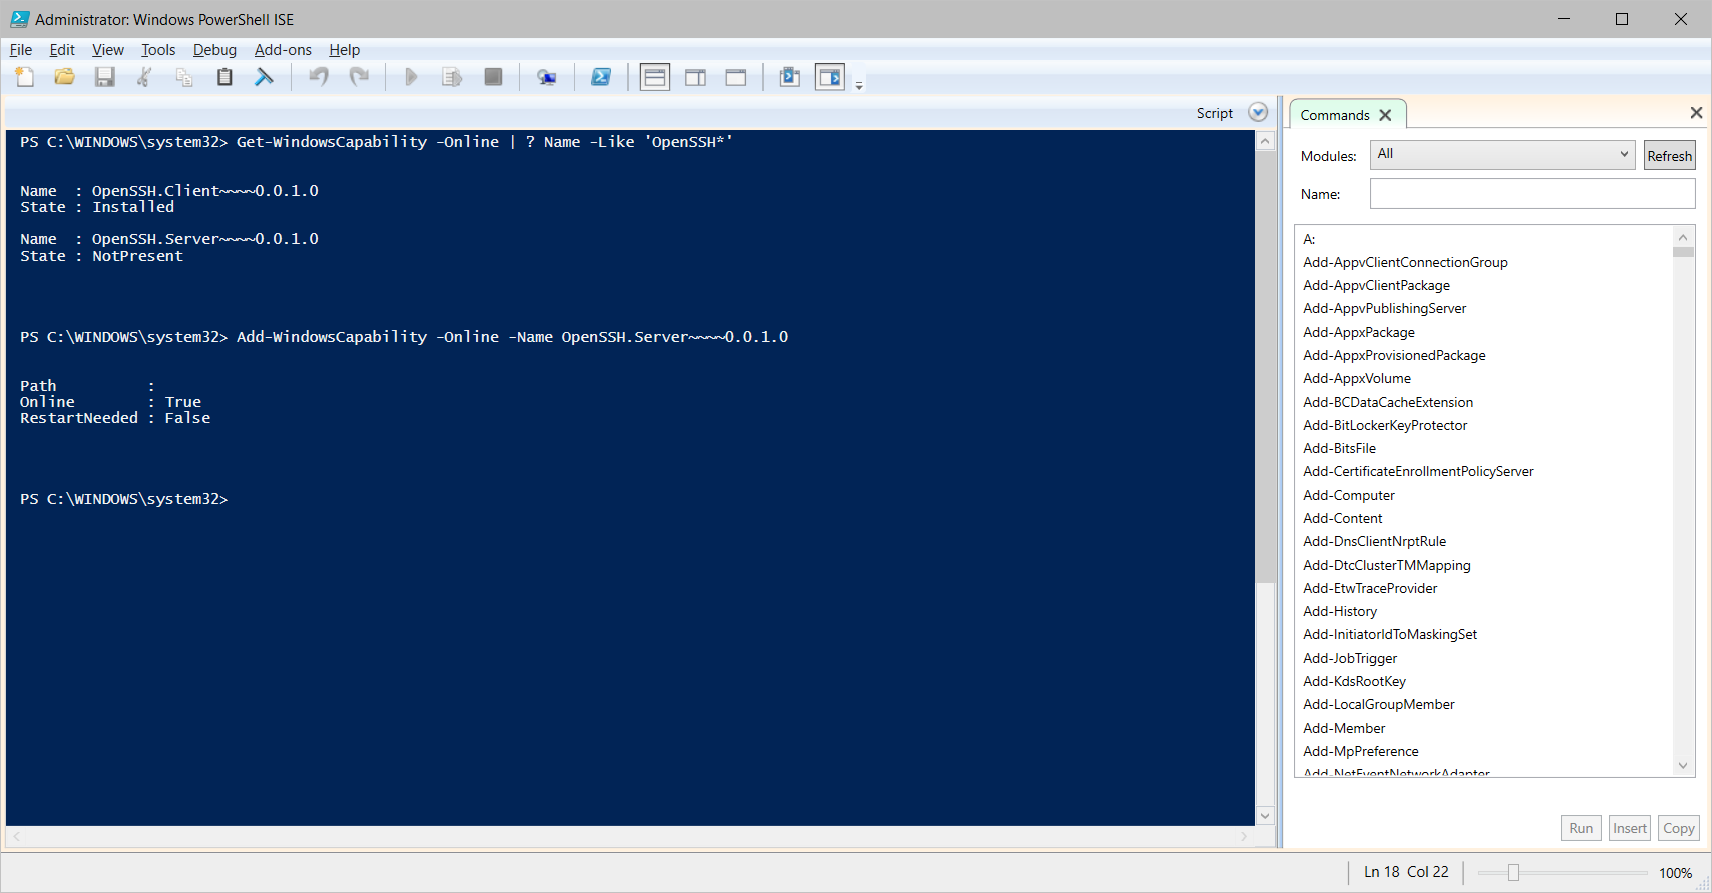 Administrator: Windows PowerShell ISE
File Edit View Tools Debug Add-ons Help
Script
PS C:\WINDOWS\system32> Get-WindowsCapability -Online | ? Name -Like 'OpenSSH*'
Name  : OpenSSH.Client~~~~0.0.1.0
State : Installed
Name  : OpenSSH.Server~~~~0.0.1.0
State : NotPresent
PS C:\WINDOWS\system32> Add-WindowsCapability -Online -Name OpenSSH.Server~~~~0.0.1.0
Path          :
Online        : True
RestartNeeded : False
PS C:\WINDOWS\system32>
Commands
Modules: All Refresh
Name:
A:
Add-AppvClientConnectionGroup
Add-AppvClientPackage
Add-AppvPublishingServer
Add-AppxPackage
Add-AppxProvisionedPackage
Add-AppxVolume
Add-BCDataCacheExtension
Add-BitLockerKeyProtector
Add-BitsFile
Add-CertificateEnrollmentPolicyServer
Add-Computer
Add-Content
Add-DnsClientNrptRule
Add-DtcClusterTMMapping
Add-EtwTraceProvider
Add-History
Add-InitiatorIdToMaskingSet
Add-JobTrigger
Add-KdsRootKey
Add-LocalGroupMember
Add-Member
Add-MpPreference
Add-NetEventNetworkAdapter
Run Insert Copy
Ln 18 Col 22
100%